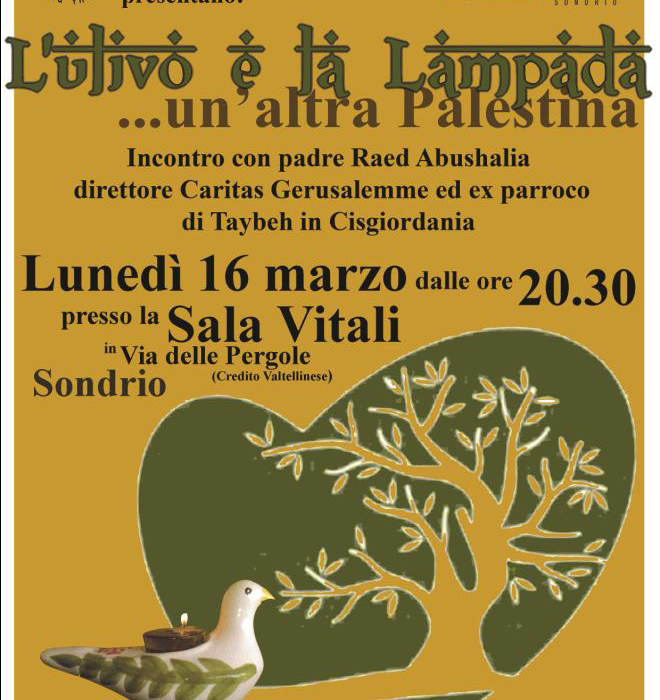 presentano:
SONDRIO
L'ulivo e la Lampada
...un'altra Palestina
Incontro con padre Raed Abushalia
direttore Caritas Gerusalemme ed ex parroco
di Taybeh in Cisgiordania
Lunedì 16 marzo dalle ore 20.30
presso la Sala Vitali
in Via delle Pergole
Sondrio (Credito Valtellinese)